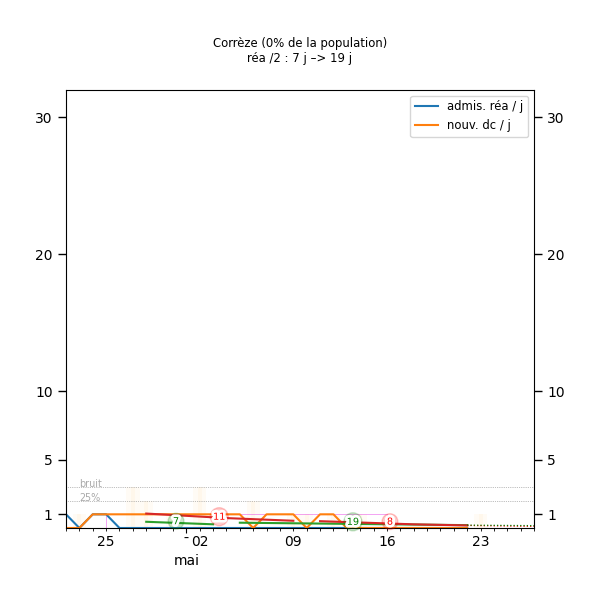 Corrèze (0% de la population)
réa /2 : 7 j –> 19 j
admis. réa / j
nouv. dc / j
30 30
20 20
10 10
5 5
bruit
25%
1 7 11 19 8 1
25 - 02 09 16 23
mai